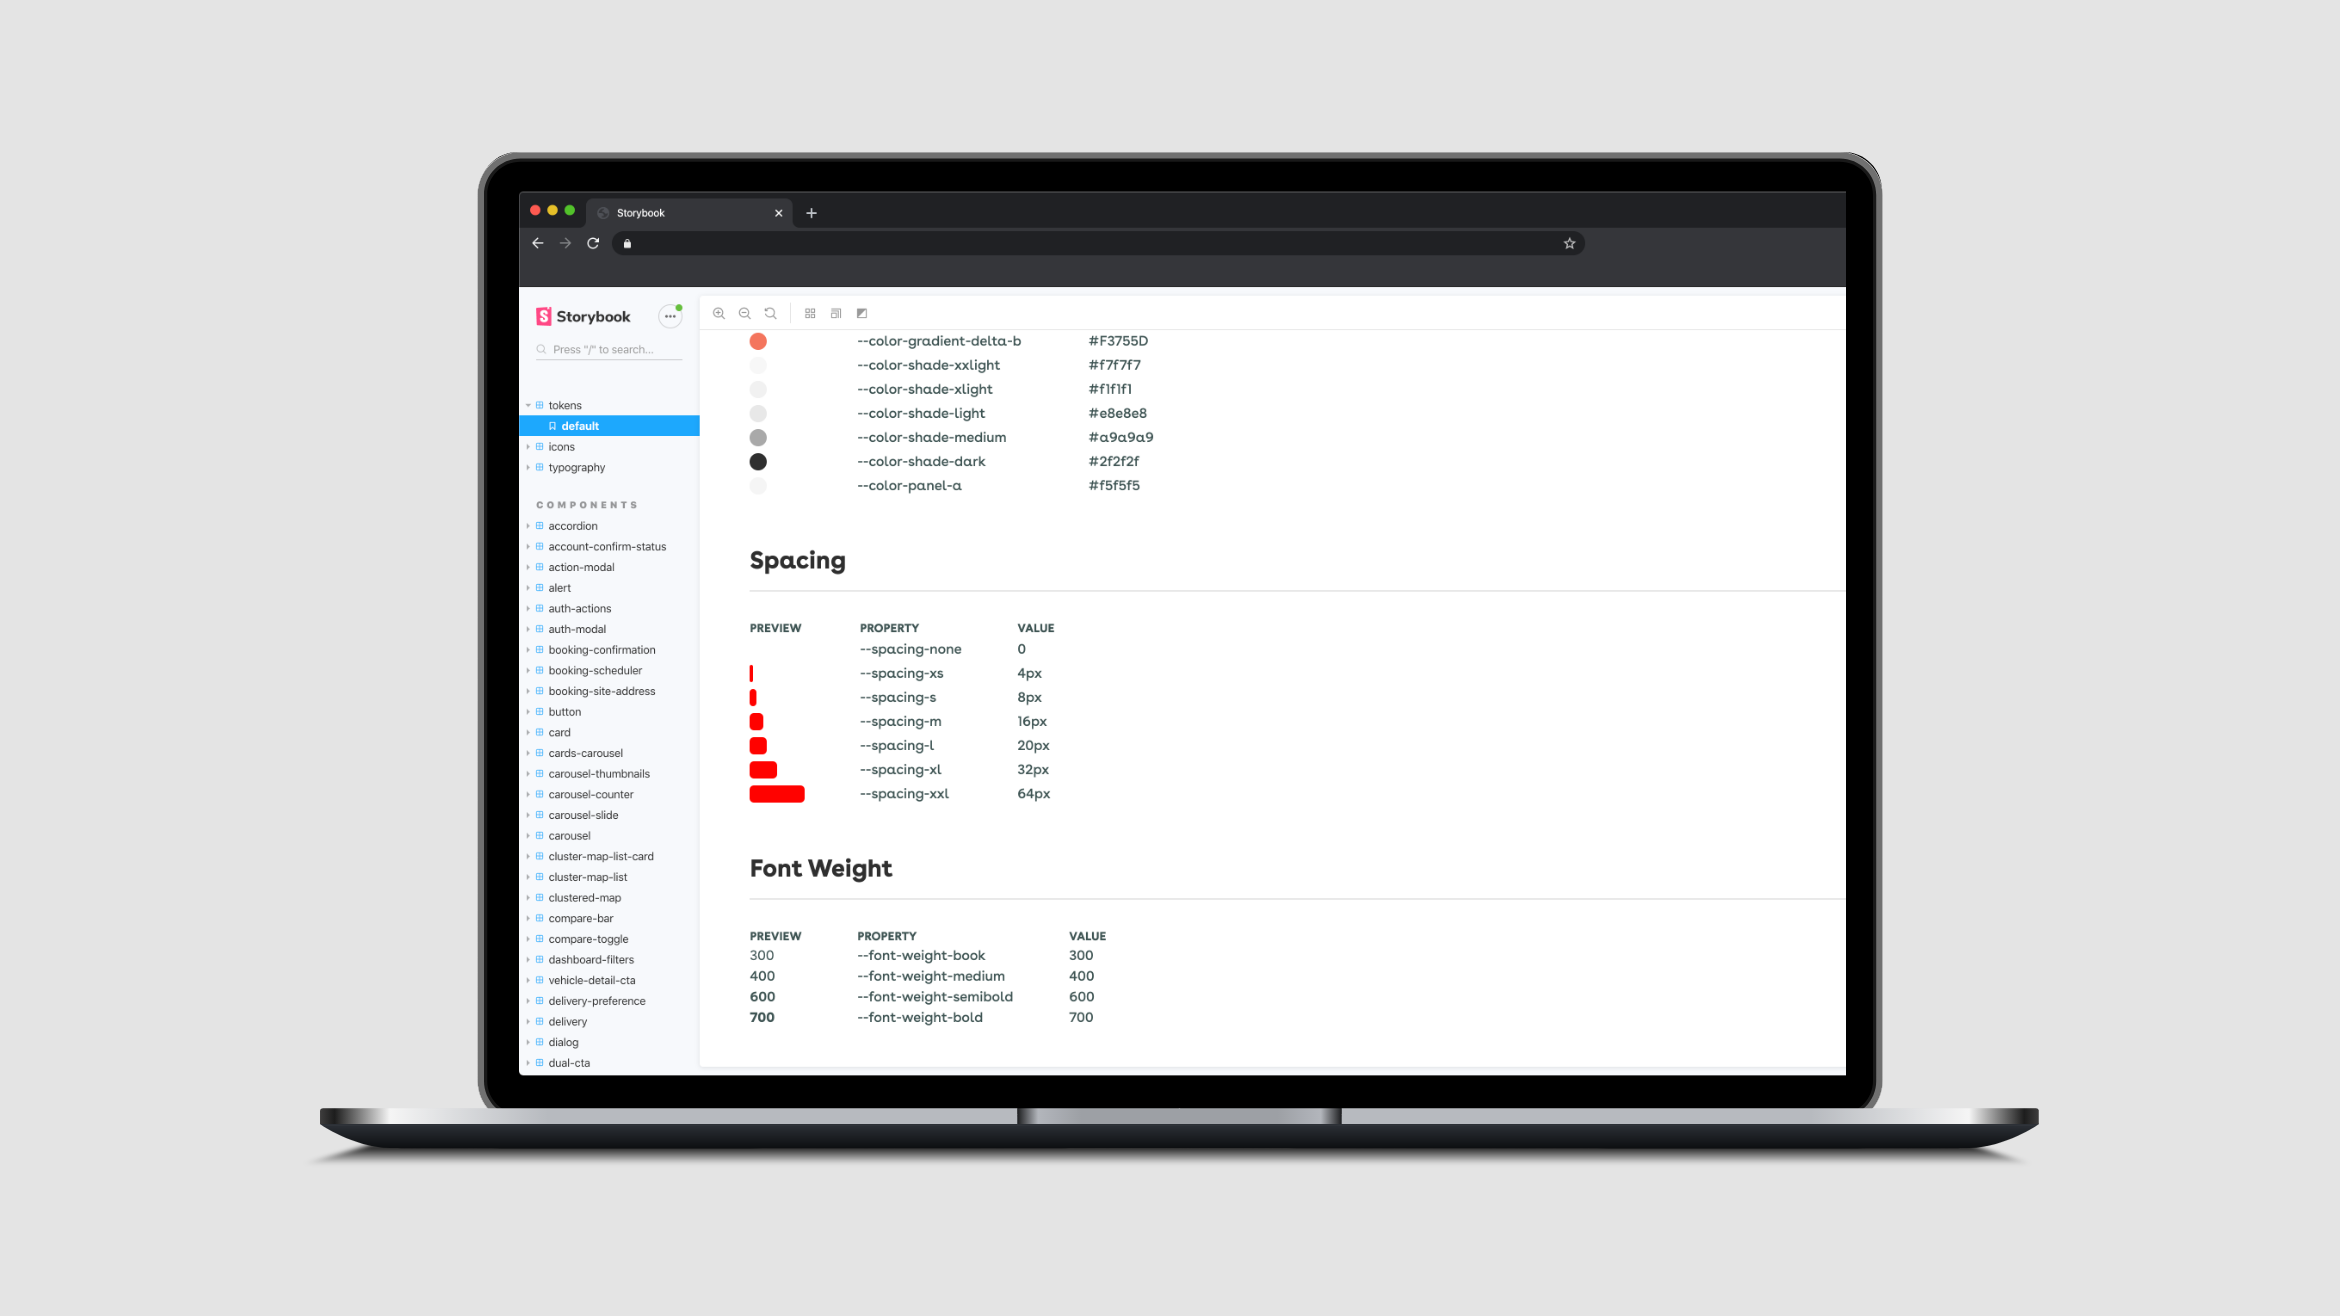 Storybook
Storybook
Press "/" to search...
tokens
default
icons
typography
COMPONENTS
accordion
account-confirm-status
action-modal
alert
auth-actions
auth-modal
booking-confirmation
booking-scheduler
booking-site-address
button
card
cards-carousel
carousel-thumbnails
carousel-counter
carousel-slide
carousel
cluster-map-list-card
cluster-map-list
clustered-map
compare-bar
compare-toggle
dashboard-filters
vehicle-detail-cta
delivery-preference
delivery
dialog
dual-cta
--color-gradient-delta-b #F3755D
--color-shade-xxlight #f7f7f7
--color-shade-xlight #f1f1f1
--color-shade-light #e8e8e8
--color-shade-medium #a9a9a9
--color-shade-dark #2f2f2f
--color-panel-a #f5f5f5
Spacing
PREVIEW PROPERTY VALUE
--spacing-none 0
--spacing-xs 4px
--spacing-s 8px
--spacing-m 16px
--spacing-l 20px
--spacing-xl 32px
--spacing-xxl 64px
Font Weight
PREVIEW PROPERTY VALUE
300 --font-weight-book 300
400 --font-weight-medium 400
600 --font-weight-semibold 600
700 --font-weight-bold 700